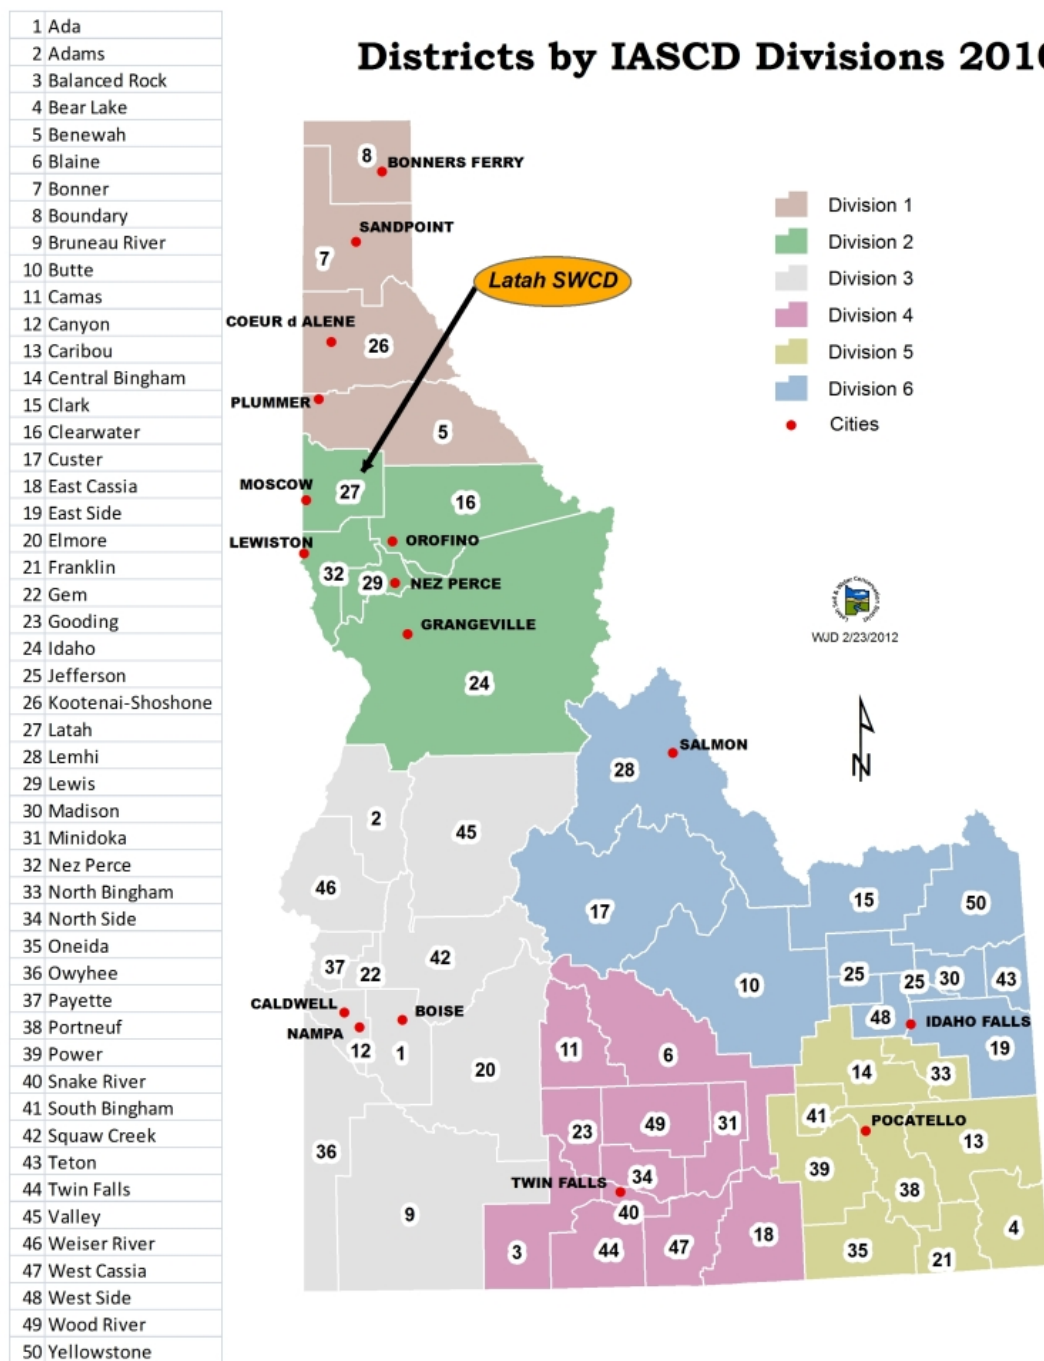 1 Ada
2 Adams
3 Balanced Rock
4 Bear Lake
5 Benewah
6 Blaine
7 Bonner
8 Boundary
9 Bruneau River
10 Butte
11 Camas
12 Canyon
13 Caribou
14 Central Bingham
15 Clark
16 Clearwater
17 Custer
18 East Cassia
19 East Side
20 Elmore
21 Franklin
22 Gem
23 Gooding
24 Idaho
25 Jefferson
26 Kootenai-Shoshone
27 Latah
28 Lemhi
29 Lewis
30 Madison
31 Minidoka
32 Nez Perce
33 North Bingham
34 North Side
35 Oneida
36 Owyhee
37 Payette
38 Portneuf
39 Power
40 Snake River
41 South Bingham
42 Squaw Creek
43 Teton
44 Twin Falls
45 Valley
46 Weiser River
47 West Cassia
48 West Side
49 Wood River
50 Yellowstone
Districts by IASCD Divisions 201
8
BONNERS FERRY
SANDPOINT
7
Latah SWCD
COEUR d ALENE
26
PLUMMER
5
MOSCOW
27
16
LEWISTON
OROFINO
32
29
NEZ PERCE
GRANGEVILLE
24
Division 1
Division 2
Division 3
Division 4
Division 5
Division 6
Cities
Latah Soil & Water Conservation District
WJD 2/23/2012
N
SALMON
28
2
45
46
17
15
50
37
22
42
10
25
25
30
43
CALDWELL
BOISE
NAMPA
12
1
48
IDAHO FALLS
19
11
6
20
14
33
41
POCATELLO
23
49
31
13
36
39
TWIN FALLS
34
38
9
40
4
3
44
47
18
35
21